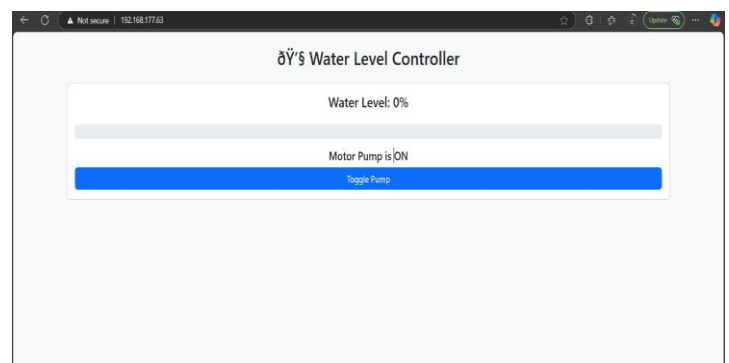 Not secure | 192.168.177.63
Update
ðŸ’§ Water Level Controller
Water Level: 0%
Motor Pump is ON
Toggle Pump